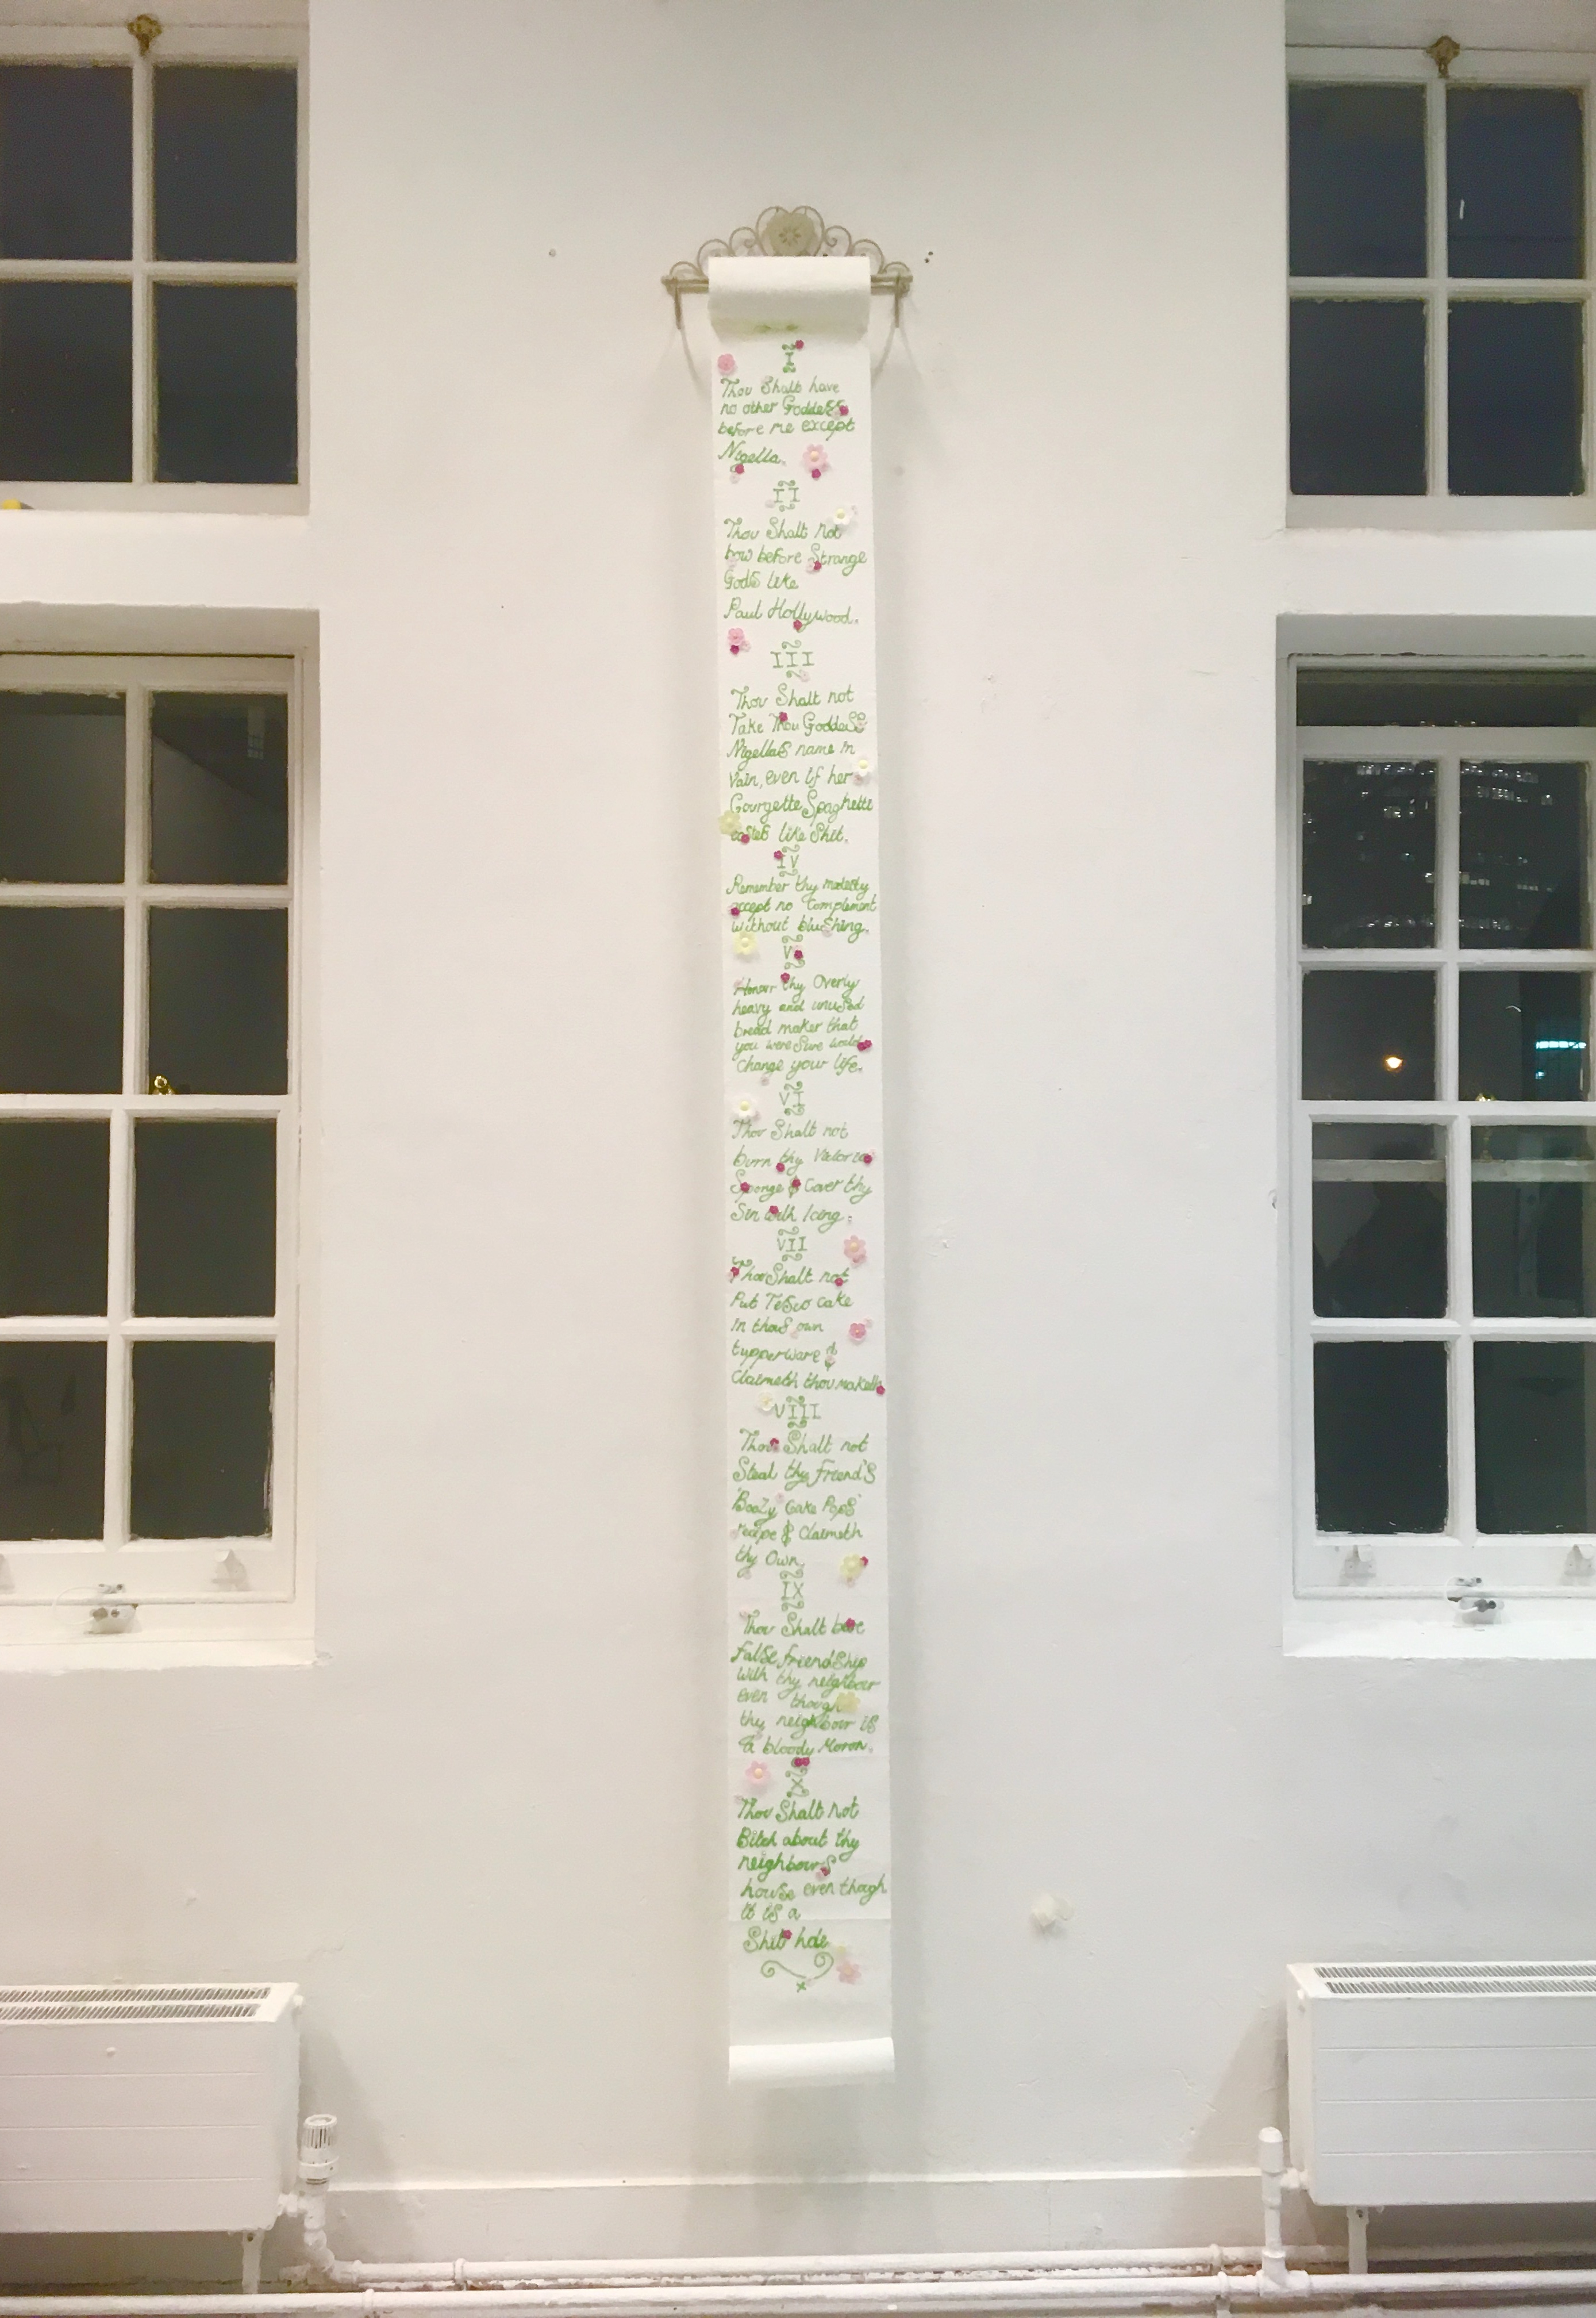 I
Thou Shalt have
no other Goddess
before me except
Nigella.
II
Thou Shalt not
bow before Strange
Gods like
Paul Hollywood.
III
Thou Shalt not
Take Thou Goddess
Nigellas name in
Vain, even if her
Courgette Spaghette
tastes like Shit.
IV
Remember thy modesty
accept no Complement
without blushing.
V
Honour thy Overly
heavy and unused
bread maker that
you were Sure would
Change your life.
VI
Thou Shalt not
burn thy Victoria
Sponge & Cover thy
Sin with Icing.
VII
Thou Shalt not
Put Tesco cake
in thous own
tupperware &
Claimeth thou maketh
VIII
Thou Shalt not
Steal thy friend's
'Boozy Cake Pops'
recipe & Claimeth
thy Own.
IX
Thou Shalt bare
false friendship
with thy neighbour
even though
thy neighbour is
a bloody Moron.
X
Thou Shalt not
Bitch about thy
neighbours
house even though
it is a
Shit hole
x